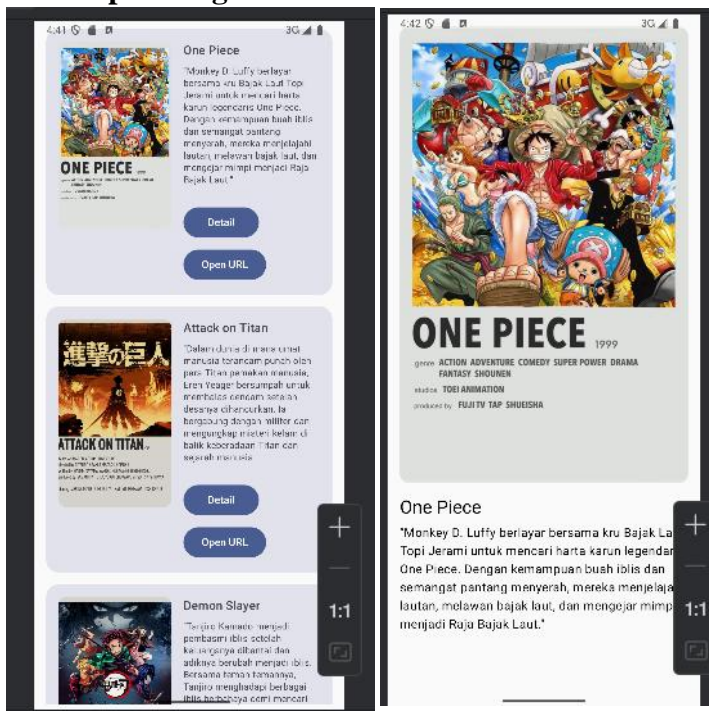 4:41
3G
One Piece
"Monkey D. Luffy berlayar
bersama kru Bajak Laut Topi
Jerami untuk mencari harta
karun legendaris One Piece.
Dengan kemampuan buah iblis
dan semangat pantang
menyerah, mereka menjelajahi
lautan, melawan bajak laut, dan
mengejar mimpi menjadi Raja
Bajak Laut."
ONE PIECE
Detail
Open URL
Attack on Titan
"Dalam dunia di mana umat
manusia terancam punah oleh
para Titan pemakan manusia,
Eren Yeager bersumpah untuk
membalas dendam setelah
desanya dihancurkan. Ia
bergabung dengan militer dan
mengungkap misteri kelam di
balik keberadaan Titan dan
sejarah manusia
進撃の巨人
ATTACK ON TITAN
Detail
Open URL
Demon Slayer
"Tanjiro Kamado menjadi
pembasmi iblis setelah
keluarganya dibantai dan
adiknya berubah menjadi iblis.
Bersama teman temannya,
Tanjiro menghadapi berbagai
iblis berbahaya demi mencari
1:1
4:42
3G
ONE PIECE 1999
genre ACTION ADVENTURE COMEDY SUPER POWER DRAMA
FANTASY SHOUNEN
studios TOEI ANIMATION
produced by FUJI TV TAP SHUEISHA
One Piece
"Monkey D. Luffy berlayar bersama kru Bajak La
Topi Jerami untuk mencari harta karun legendar
One Piece. Dengan kemampuan buah iblis dan
semangat pantang menyerah, mereka menjelaja
lautan, melawan bajak laut, dan mengejar mimp
menjadi Raja Bajak Laut."
1:1